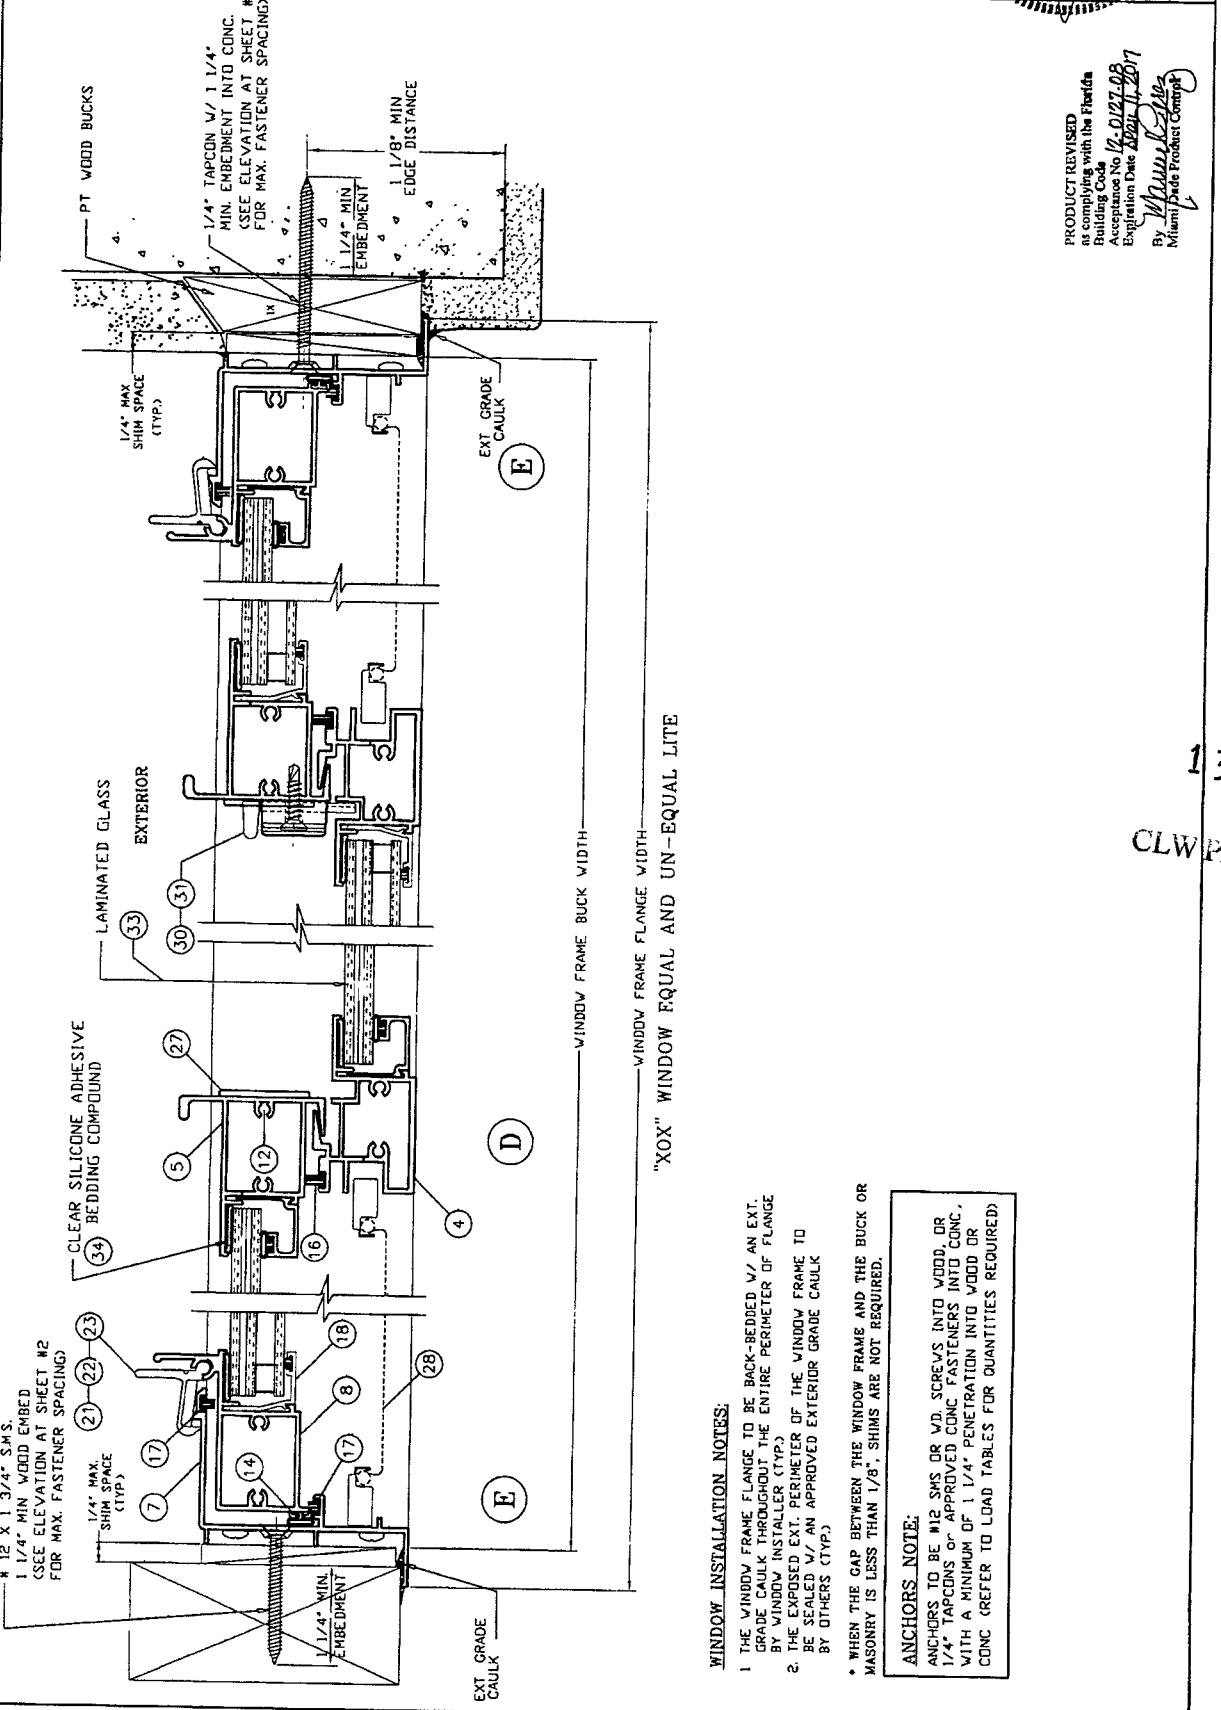 # 12 X 1 3/4" S.M.S.
1 1/4" MIN WOOD EMBED
(SEE ELEVATION AT SHEET #2
FOR MAX. FASTENER SPACING)
1/4" MAX.
SHIM SPACE
(TYP.)
7
17
21
22
23
CLEAR SILICONE ADHESIVE
34
BEDDING COMPOUND
5
27
LAMINATED GLASS
33
30
31
EXTERIOR
1/4" MAX
SHIM SPACE
(TYP.)
PT WOOD BUCKS
1/4" TAPCON W/ 1 1/4"
MIN. EMBEDMENT INTO CONC.
(SEE ELEVATION AT SHEET #
FOR MAX. FASTENER SPACING)
1X
1 1/4" MIN
EMBEDMENT
1 1/8" MIN
EDGE DISTANCE
14
8
18
17
12
16
28
4
1 1/4" MIN.
EMBEDMENT
EXT GRADE
CAULK
E
D
EXT GRADE
CAULK
E
WINDOW FRAME BUCK WIDTH
WINDOW FRAME FLANGE WIDTH
"XOX" WINDOW EQUAL AND UN-EQUAL LITE
WINDOW INSTALLATION NOTES:
1 THE WINDOW FRAME FLANGE TO BE BACK-BEDDED W/ AN EXT.
GRADE CAULK THROUGHOUT THE ENTIRE PERIMETER OF FLANGE
BY WINDOW INSTALLER (TYP.)
2. THE EXPOSED EXT. PERIMETER OF THE WINDOW FRAME TO
BE SEALED W/ AN APPROVED EXTERIOR GRADE CAULK
BY OTHERS (TYP.)
* WHEN THE GAP BETWEEN THE WINDOW FRAME AND THE BUCK OR
MASONRY IS LESS THAN 1/8", SHIMS ARE NOT REQUIRED.
ANCHORS NOTE:
ANCHORS TO BE #12 SMS OR WD. SCREWS INTO WOOD, OR
1/4" TAPCONS or APPROVED CONC FASTENERS INTO CONC,
WITH A MINIMUM OF 1 1/4" PENETRATION INTO WOOD OR
CONC (REFER TO LOAD TABLES FOR QUANTITIES REQUIRED)
PRODUCT REVISED
as complying with the Florida
Building Code
Acceptance No 12-0127.08
Expiration Date April 11, 2017
By
Miami Dade Product Control
1
CLW